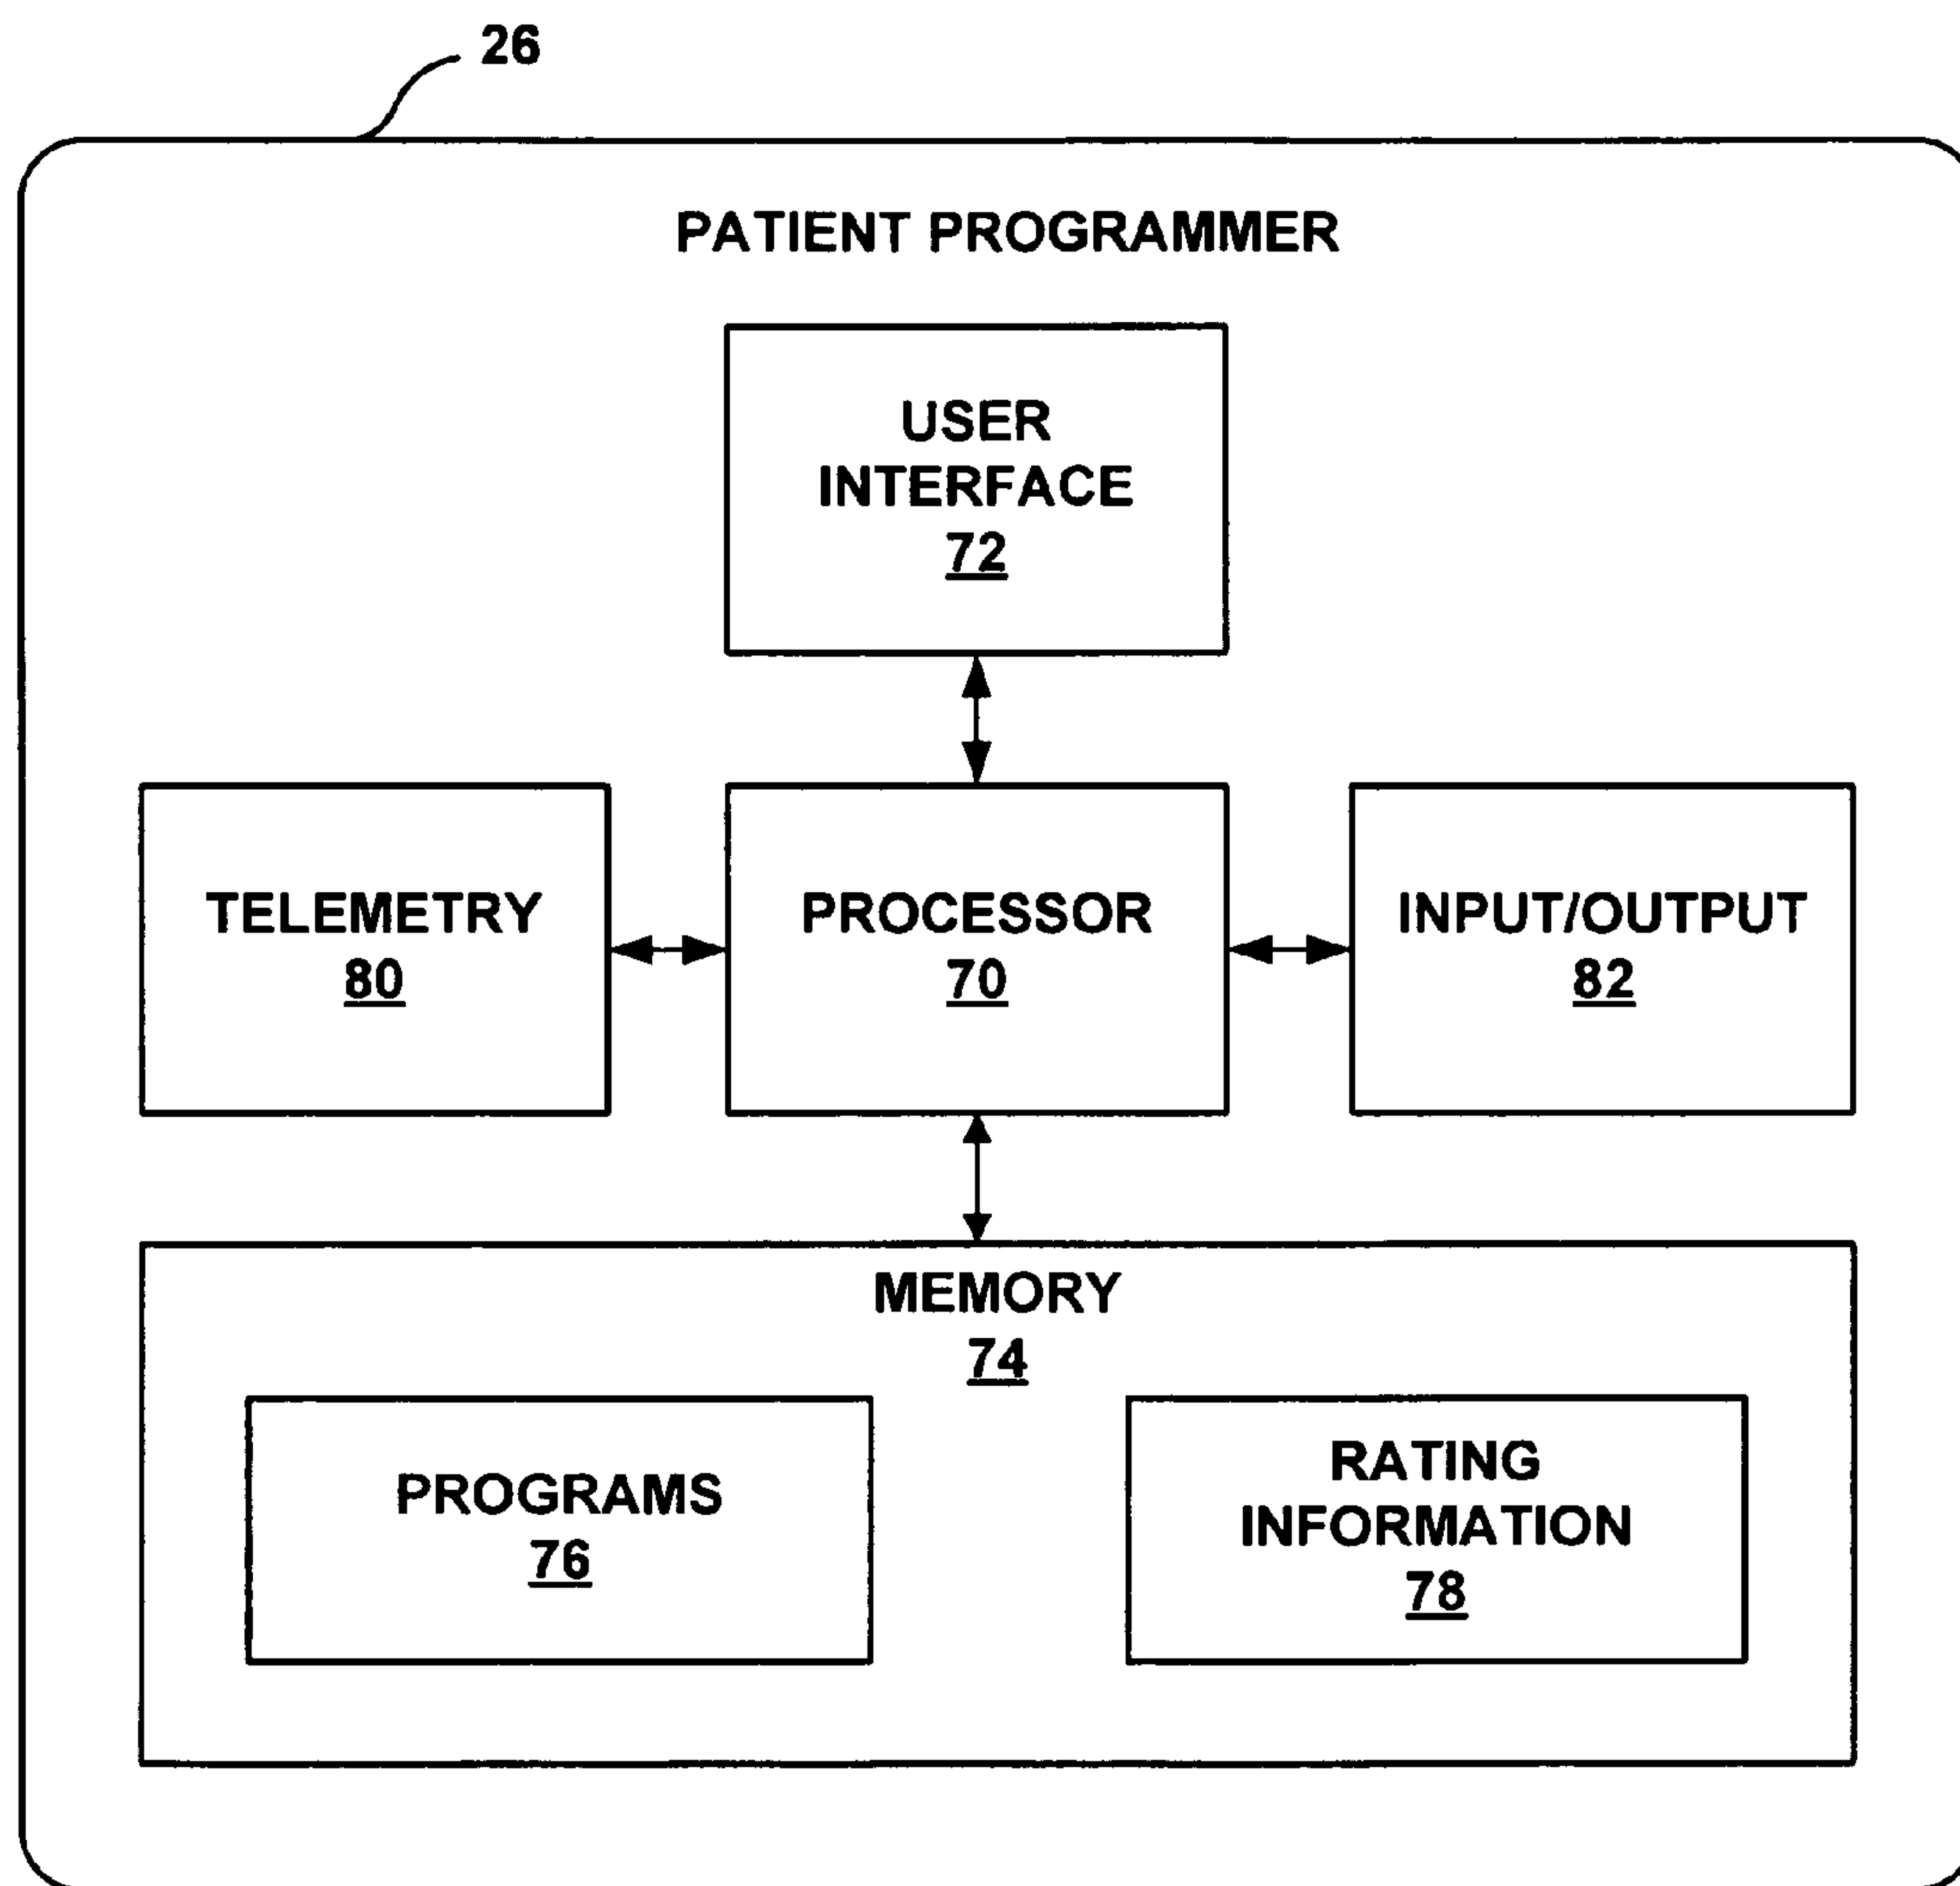 26
PATIENT PROGRAMMER
USER
INTERFACE
72
TELEMETRY
80
PROCESSOR
70
INPUT/OUTPUT
82
MEMORY
74
PROGRAMS
76
RATING
INFORMATION
78